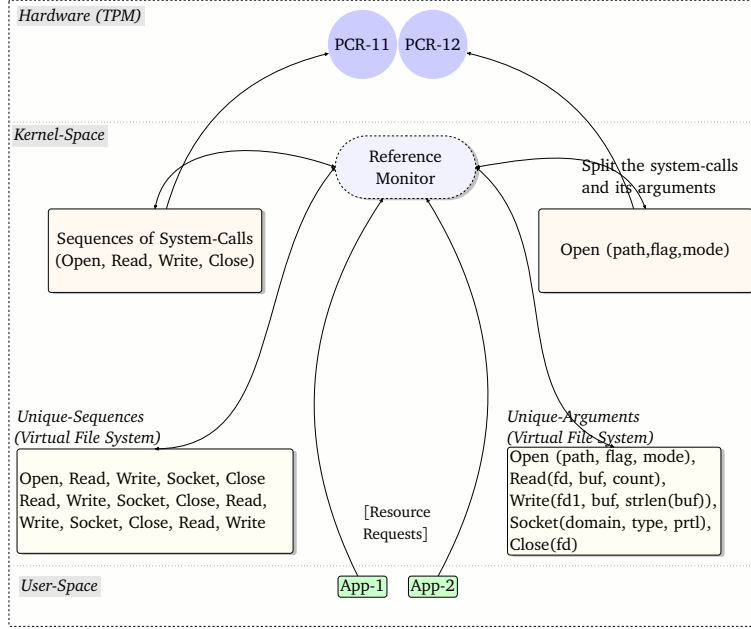 Hardware (TPM)
PCR-11
PCR-12
Kernel-Space
Reference
Monitor
Split the system-calls
and its arguments
Sequences of System-Calls
(Open, Read, Write, Close)
Open (path,flag,mode)
Unique-Sequences
(Virtual File System)
Open, Read, Write, Socket, Close
Read, Write, Socket, Close, Read,
Write, Socket, Close, Read, Write
Unique-Arguments
(Virtual File System)
Open (path, flag, mode),
Read(fd, buf, count),
Write(fd1, buf, strlen(buf)),
Socket(domain, type, prtl),
Close(fd)
[Resource
Requests]
User-Space
App-1
App-2